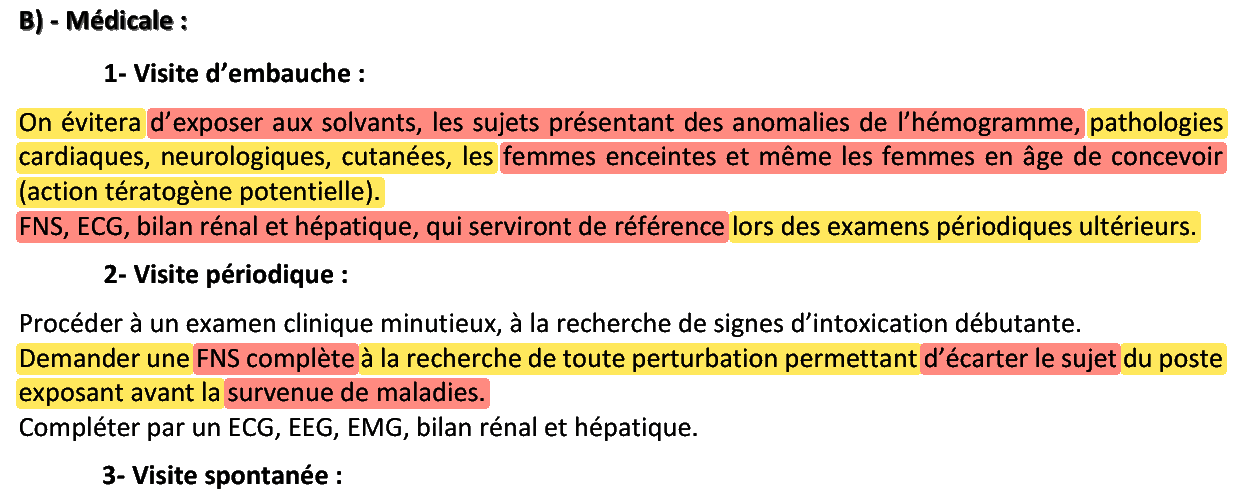 B) - Médicale :
1- Visite d’embauche :
On évitera d’exposer aux solvants, les sujets présentant des anomalies de l’hémogramme, pathologies
cardiaques, neurologiques, cutanées, les femmes enceintes et même les femmes en âge de concevoir
(action tératogène potentielle).
FNS, ECG, bilan rénal et hépatique, qui serviront de référence lors des examens périodiques ultérieurs.
2- Visite périodique :
Procéder à un examen clinique minutieux, à la recherche de signes d’intoxication débutante.
Demander une FNS complète à la recherche de toute perturbation permettant d’écarter le sujet du poste
exposant avant la survenue de maladies.
Compléter par un ECG, EEG, EMG, bilan rénal et hépatique.
3- Visite spontanée :